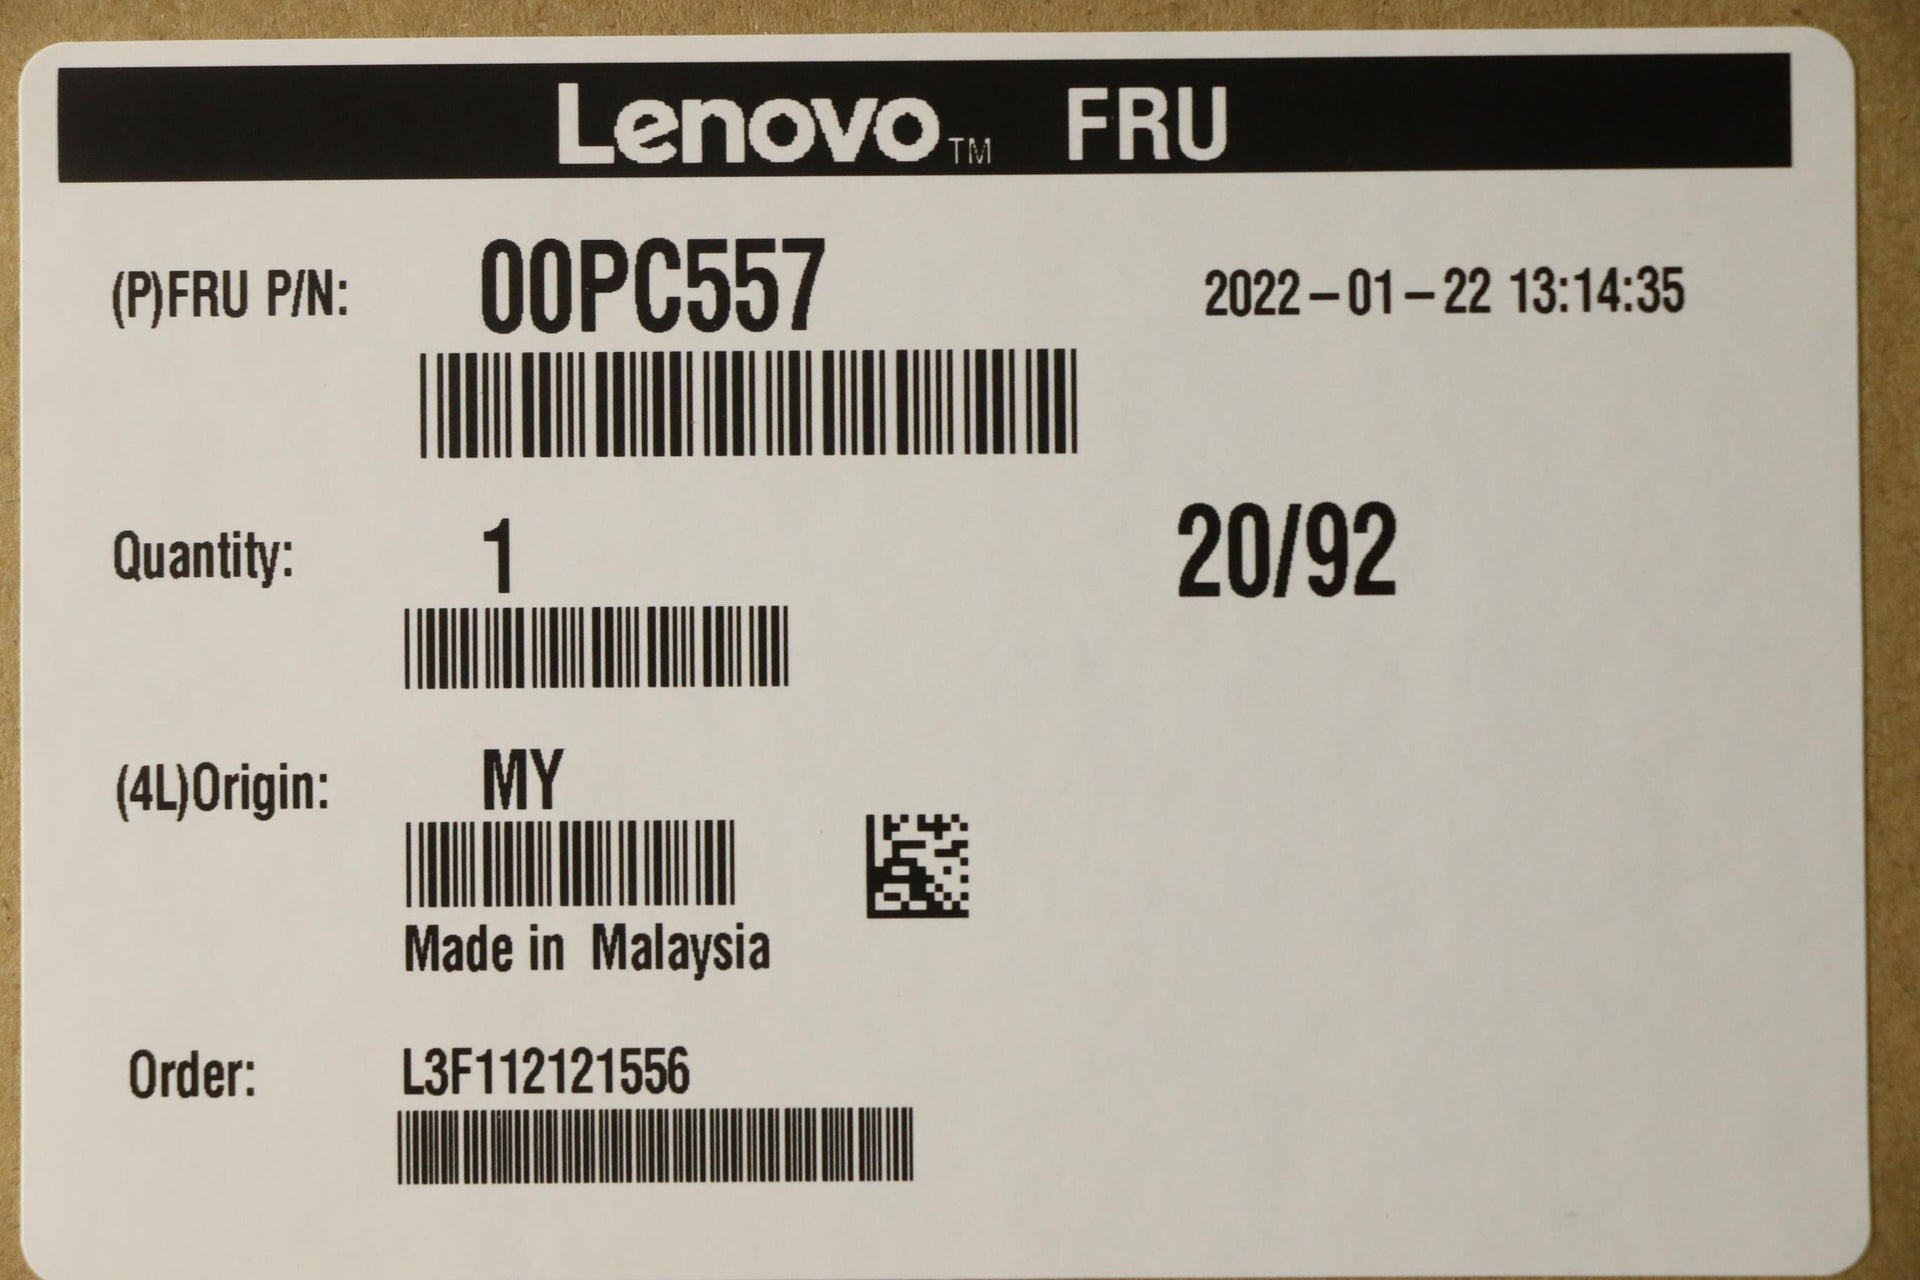 Lenovo™ FRU
(P)FRU P/N: 00PC557 2022-01-22 13:14:35
Quantity: 1 20/92
(4L)Origin: MY
Made in Malaysia
Order: L3F112121556